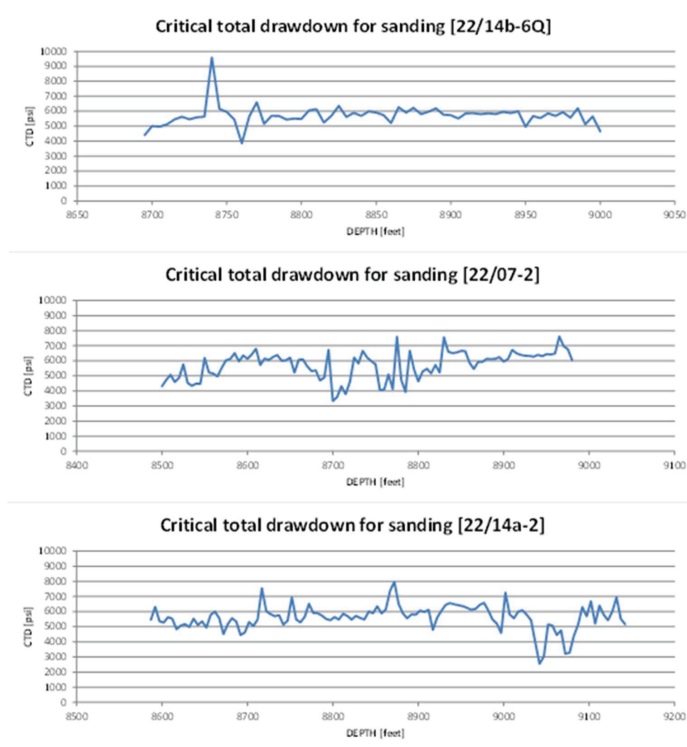 Critical total drawdown for sanding [22/14b-6Q]
CTD [psi]
10000
9000
8000
7000
6000
5000
4000
3000
2000
1000
0
8650 8700 8750 8800 8850 8900 8950 9000 9050
DEPTH [feet]
Critical total drawdown for sanding [22/07-2]
CTD [psi]
10000
9000
8000
7000
6000
5000
4000
3000
2000
1000
0
8400 8500 8600 8700 8800 8900 9000 9100
DEPTH [feet]
Critical total drawdown for sanding [22/14a-2]
CTD [psi]
10000
9000
8000
7000
6000
5000
4000
3000
2000
1000
0
8500 8600 8700 8800 8900 9000 9100 9200
DEPTH [feet]